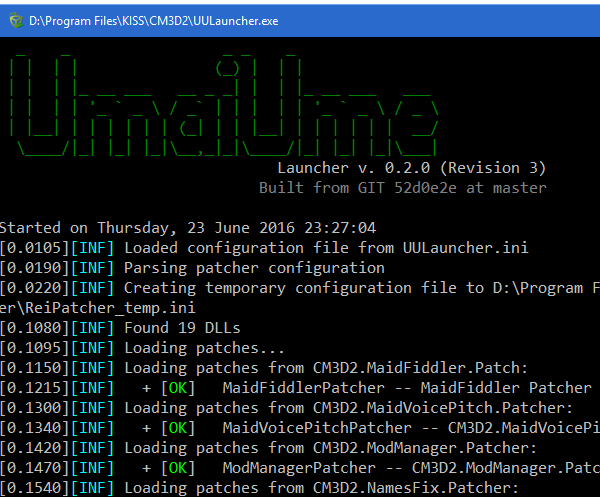 D:\Program Files\KISS\CM3D2\UULauncher.exe
UmaiUme
Launcher v. 0.2.0 (Revision 3)
Built from GIT 52d0e2e at master
Started on Thursday, 23 June 2016 23:27:04
[0.0105][INF] Loaded configuration file from UULauncher.ini
[0.0190][INF] Parsing patcher configuration
[0.0220][INF] Creating temporary configuration file to D:\Program F
er\ReiPatcher_temp.ini
[0.1080][INF] Found 19 DLLs
[0.1095][INF] Loading patches...
[0.1150][INF] Loading patches from CM3D2.MaidFiddler.Patch:
[0.1215][INF]   + [OK]   MaidFiddlerPatcher -- MaidFiddler Patcher
[0.1300][INF] Loading patches from CM3D2.MaidVoicePitch.Patcher:
[0.1340][INF]   + [OK]   MaidVoicePitchPatcher -- CM3D2.MaidVoicePi
[0.1420][INF] Loading patches from CM3D2.ModManager.Patcher:
[0.1470][INF]   + [OK]   ModManagerPatcher -- CM3D2.ModManager.Patc
[0.1540][INF] Loading patches from CM3D2.NamesFix.Patcher: